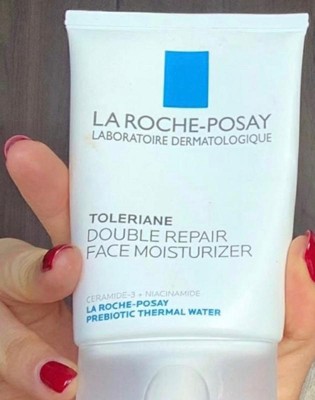 LA ROCHE-POSAY
LABORATOIRE DERMATOLOGIQUE
TOLERIANE
DOUBLE REPAIR
FACE MOISTURIZER
CERAMIDE-3 + NIACINAMIDE
LA ROCHE-POSAY
PREBIOTIC THERMAL WATER